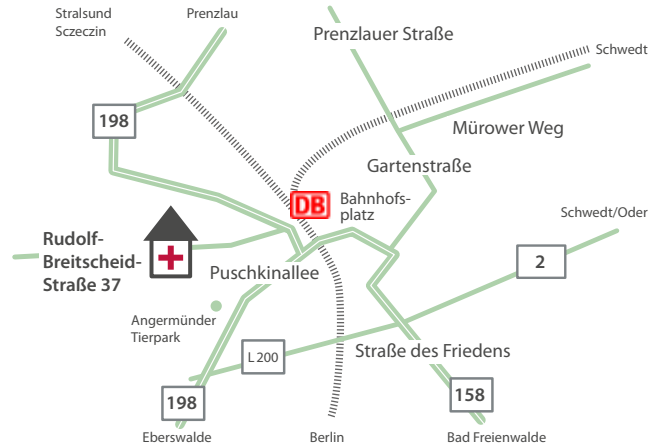 Stralsund
Sczeczin
Prenzlau
Prenzlauer Straße
Schwedt
198
Mürower Weg
Gartenstraße
DB
Bahnhofs-
platz
Schwedt/Oder
Rudolf-
Breitscheid-
Straße 37
2
Puschkinallee
Angermünder
Tierpark
L 200
Straße des Friedens
198
158
Eberswalde
Berlin
Bad Freienwalde